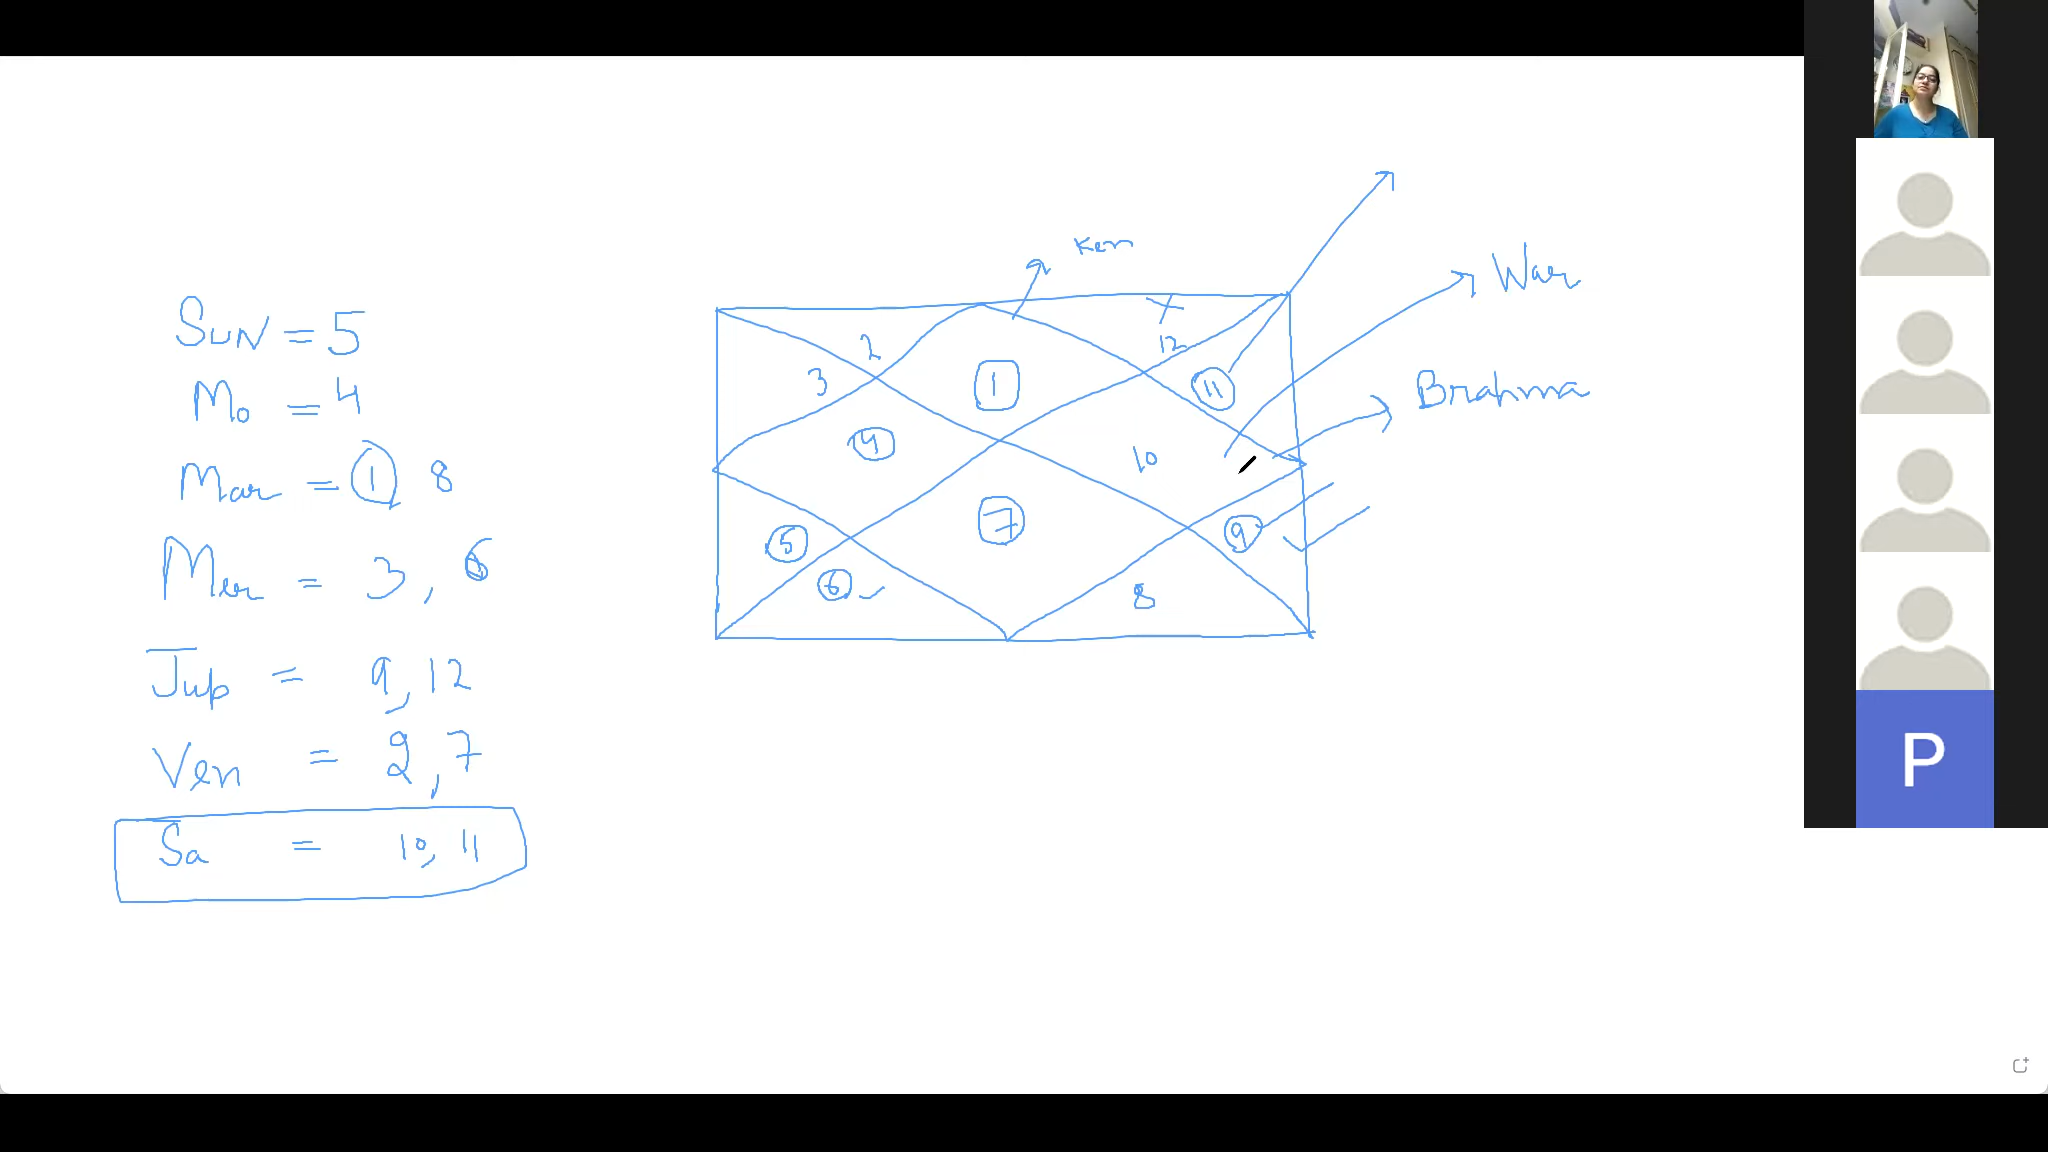 SUN = 5
Mo = 4
Mar = 1 8
Mer = 3, 6
Jup = 9, 12
Ven = 2, 7
Sa = 10, 11
Ken
War
Brahma
2
12
3
1
11
4
10
7
5
9
6
8
P